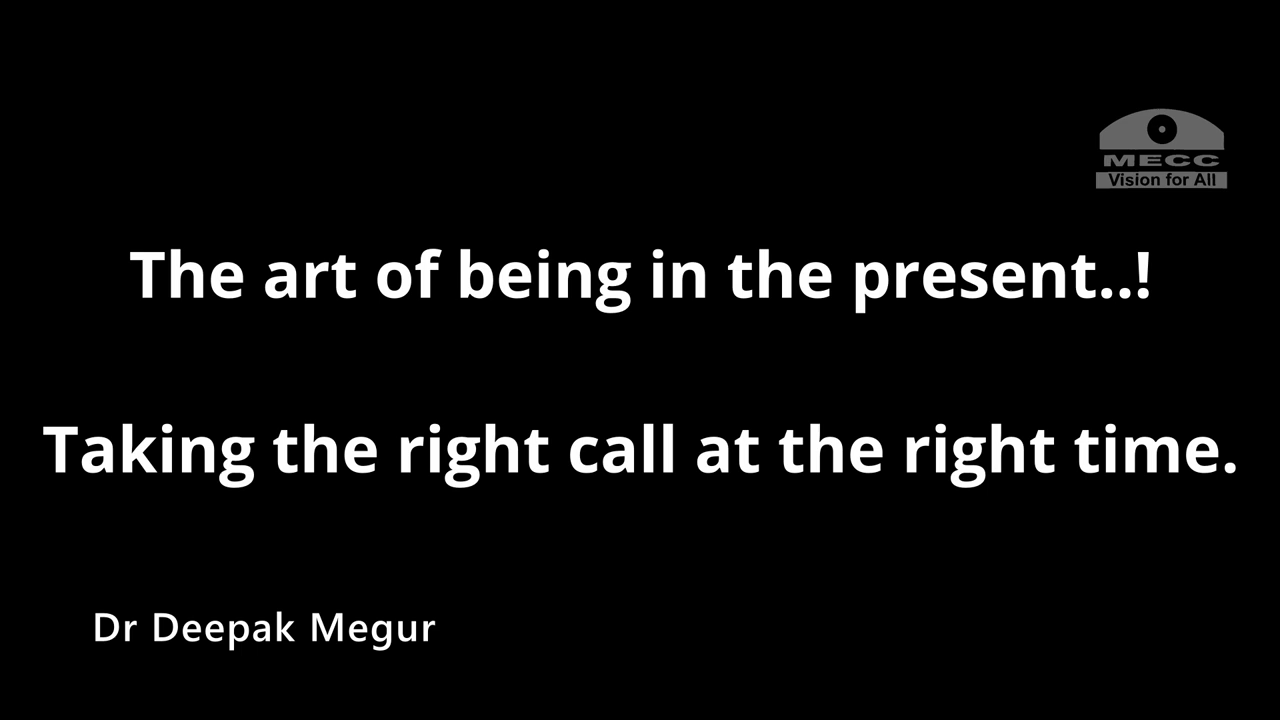 MECC
Vision for All
The art of being in the present..!
Taking the right call at the right time.
Dr Deepak Megur